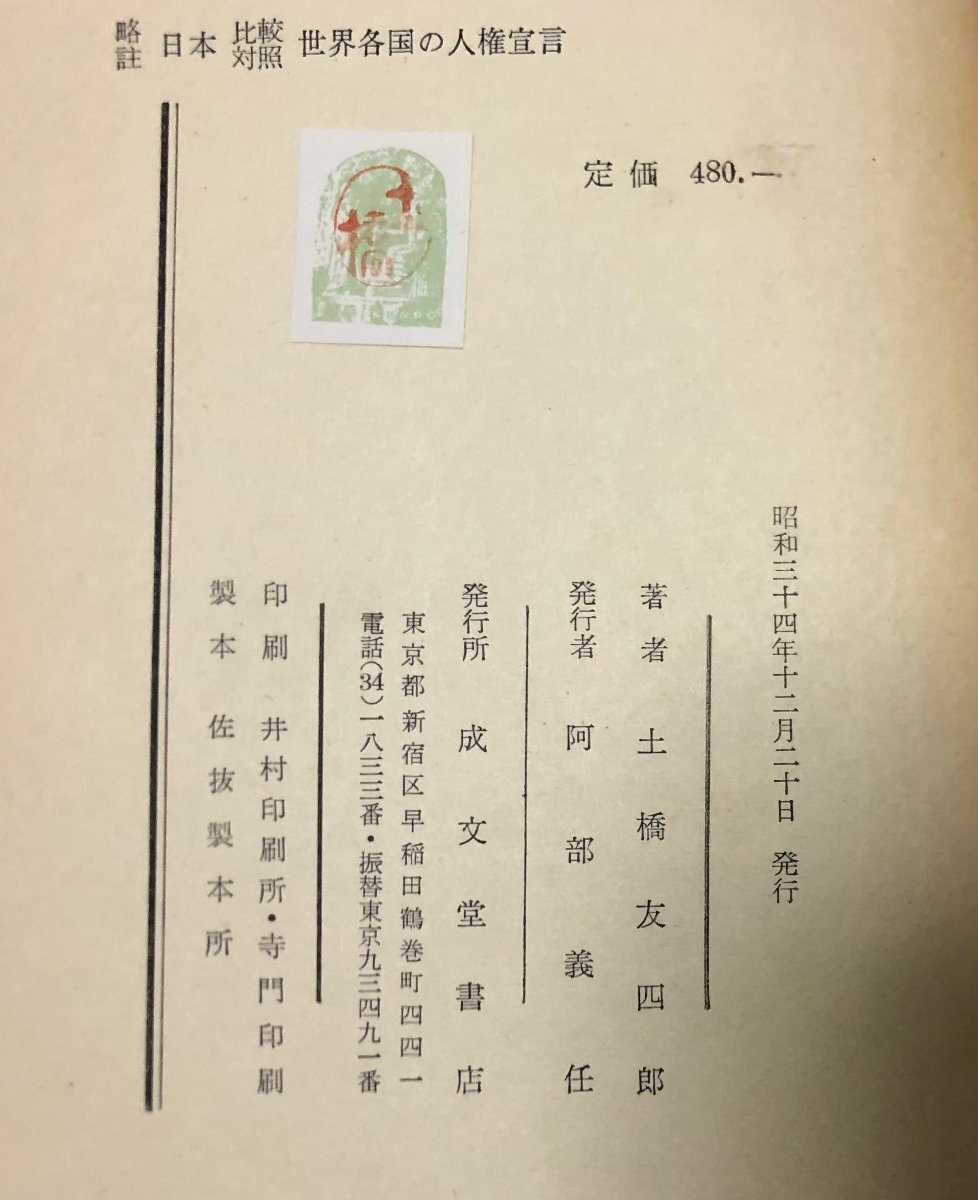 略註 日本 比較対照 世界各国の人権宣言
定価 480.—
昭和三十四年十二月二十日 発行
著者 土橋友四郎
発行者 阿部義任
発行所 成文堂書店
東京都新宿区早稲田鶴巻町四四一
電話(34)一八三三番・振替東京九三四九一番
印刷 井村印刷所・寺門印刷
製本 佐抜製本所